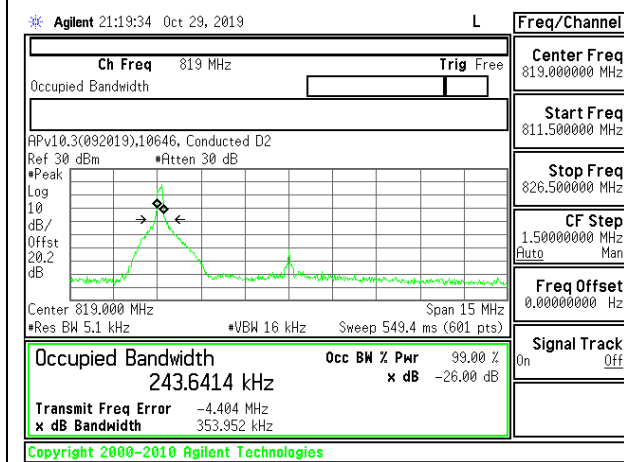 Agilent 21:19:34 Oct 29, 2019 L
Freq/Channel
Ch Freq 819 MHz Trig Free
Occupied Bandwidth
Center Freq
819.000000 MHz
Start Freq
811.500000 MHz
Stop Freq
826.500000 MHz
CF Step
1.50000000 MHz
Auto Man
Freq Offset
0.00000000 Hz
Signal Track
On Off
APv10.3(092019),10646, Conducted D2
Ref 30 dBm #Atten 30 dB
#Peak
Log
10
dB/
Offst
20.2
dB
Center 819.000 MHz Span 15 MHz
#Res BW 5.1 kHz #VBW 16 kHz Sweep 549.4 ms (601 pts)
Occupied Bandwidth Occ BW % Pwr 99.00 %
243.6414 kHz x dB -26.00 dB
Transmit Freq Error -4.404 MHz
x dB Bandwidth 353.952 kHz
Copyright 2000-2010 Agilent Technologies